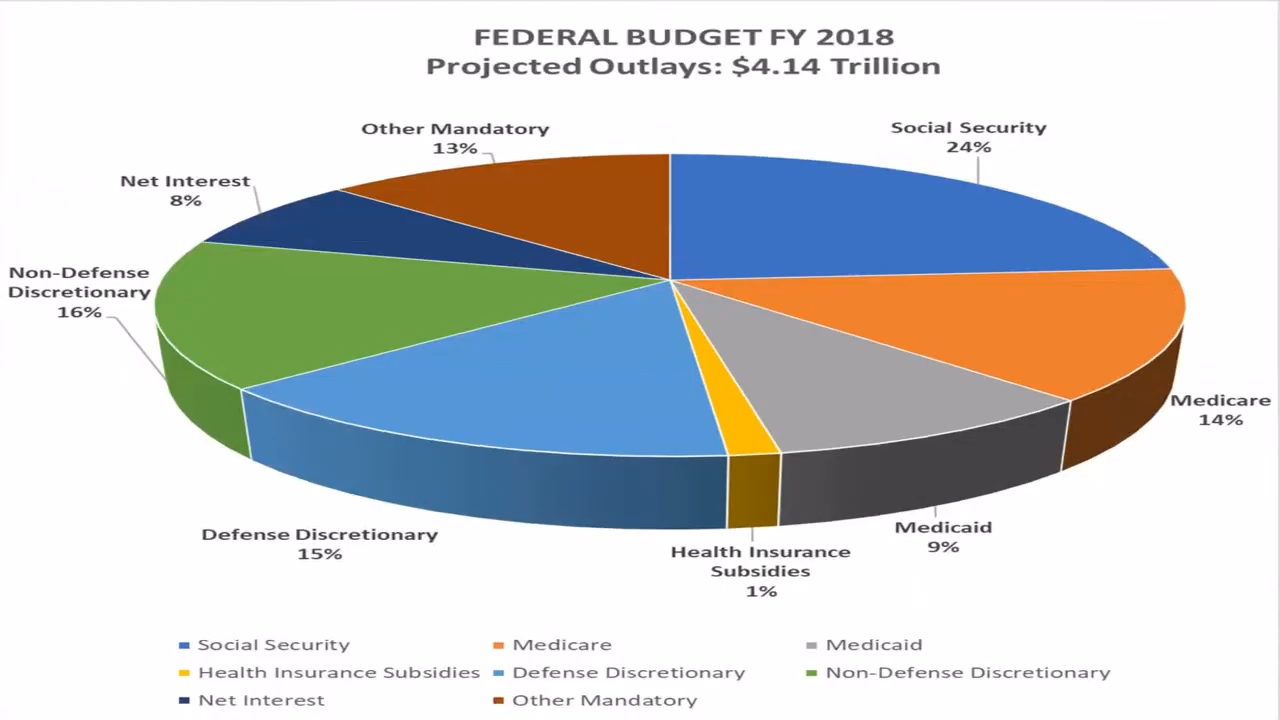 FEDERAL BUDGET FY 2018
Projected Outlays: $4.14 Trillion
Other Mandatory
13%
Social Security
24%
Net Interest
8%
Non-Defense
Discretionary
16%
Medicare
14%
Defense Discretionary
15%
Medicaid
9%
Health Insurance
Subsidies
1%
Social Security
Medicare
Medicaid
Health Insurance Subsidies
Defense Discretionary
Non-Defense Discretionary
Net Interest
Other Mandatory